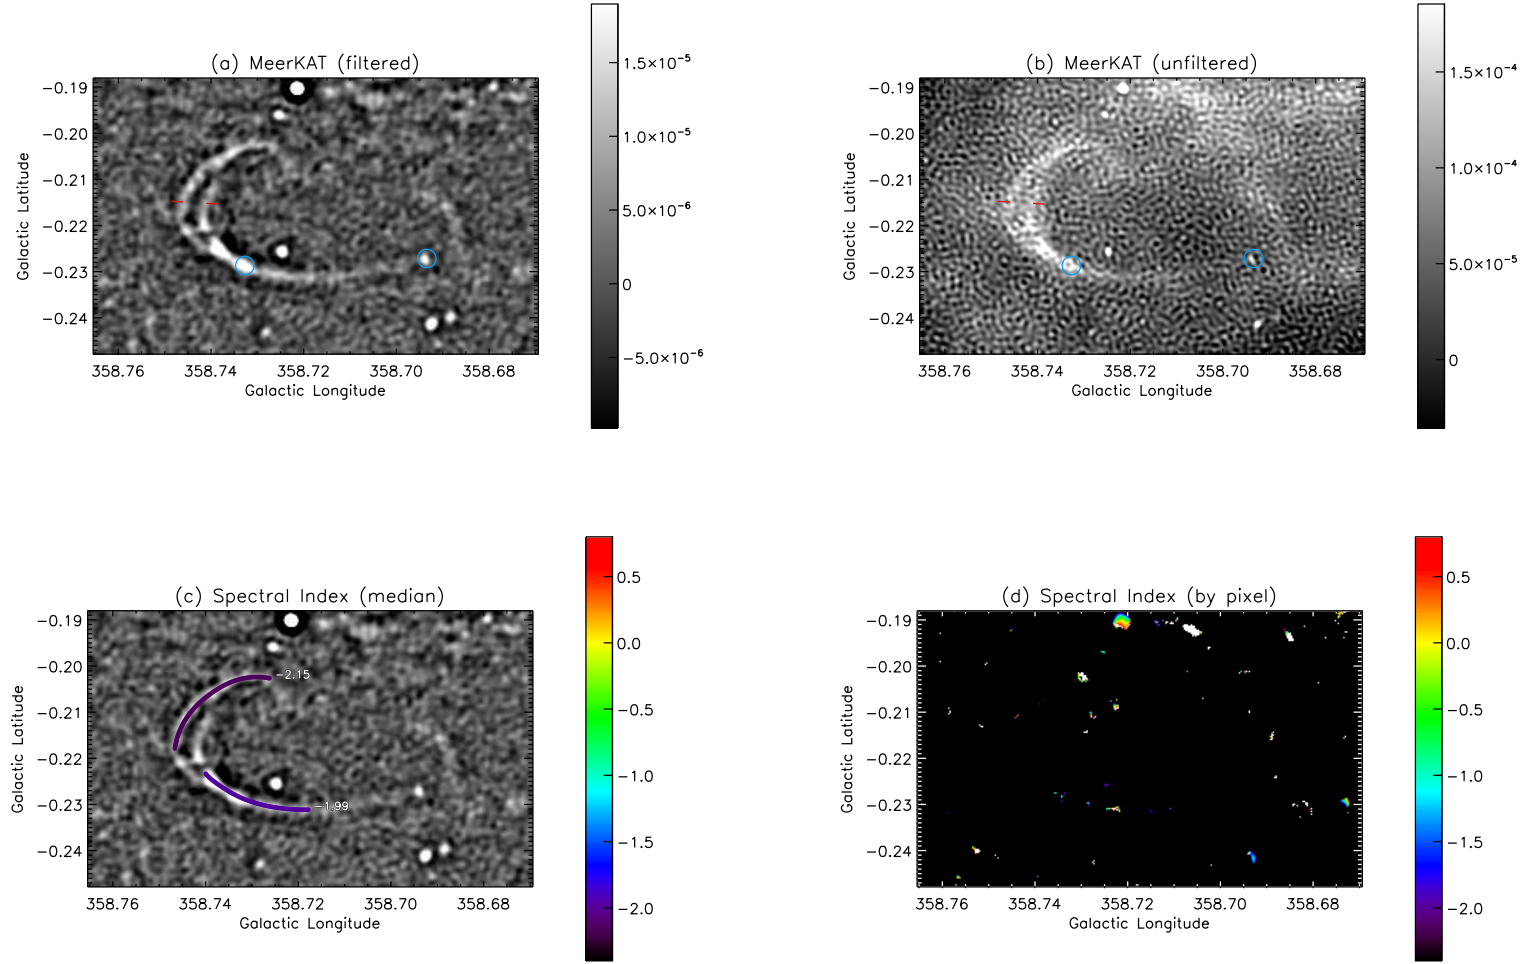 (a) MeerKAT (filtered)
−0.19
−0.20
−0.21
−0.22
−0.23
−0.24
Galactic Latitude
358.76 358.74 358.72 358.70 358.68
Galactic Longitude
1.5×10⁻⁵
1.0×10⁻⁵
5.0×10⁻⁶
0
−5.0×10⁻⁶
(b) MeerKAT (unfiltered)
−0.19
−0.20
−0.21
−0.22
−0.23
−0.24
Galactic Latitude
358.76 358.74 358.72 358.70 358.68
Galactic Longitude
1.5×10⁻⁴
1.0×10⁻⁴
5.0×10⁻⁵
0
(c) Spectral Index (median)
−0.19
−0.20
−0.21
−0.22
−0.23
−0.24
Galactic Latitude
−2.15
−1.99
358.76 358.74 358.72 358.70 358.68
Galactic Longitude
0.5
0.0
−0.5
−1.0
−1.5
−2.0
(d) Spectral Index (by pixel)
−0.19
−0.20
−0.21
−0.22
−0.23
−0.24
Galactic Latitude
358.76 358.74 358.72 358.70 358.68
Galactic Longitude
0.5
0.0
−0.5
−1.0
−1.5
−2.0